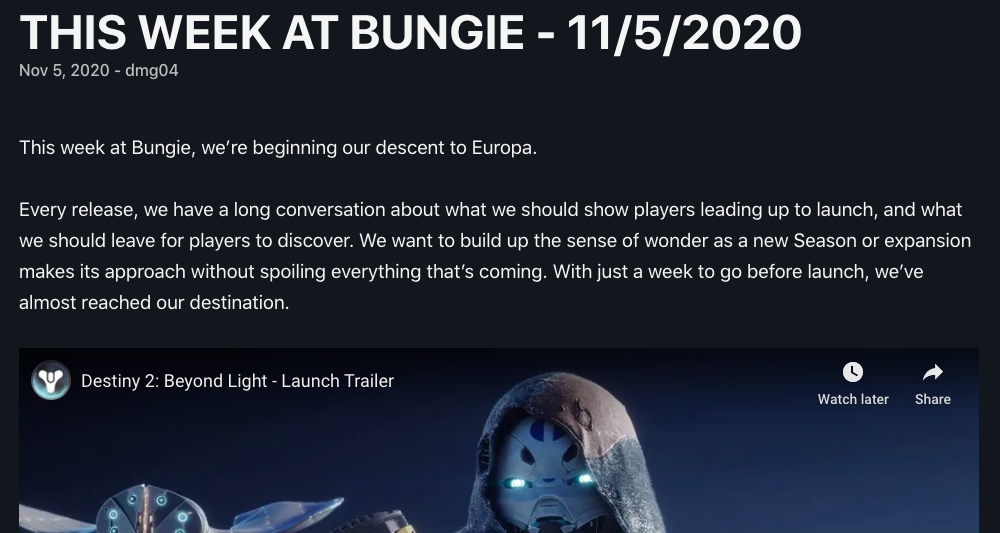 THIS WEEK AT BUNGIE - 11/5/2020
Nov 5, 2020 - dmg04
This week at Bungie, we’re beginning our descent to Europa.
Every release, we have a long conversation about what we should show players leading up to launch, and what
we should leave for players to discover. We want to build up the sense of wonder as a new Season or expansion
makes its approach without spoiling everything that’s coming. With just a week to go before launch, we’ve
almost reached our destination.
Destiny 2: Beyond Light - Launch Trailer
Watch later
Share